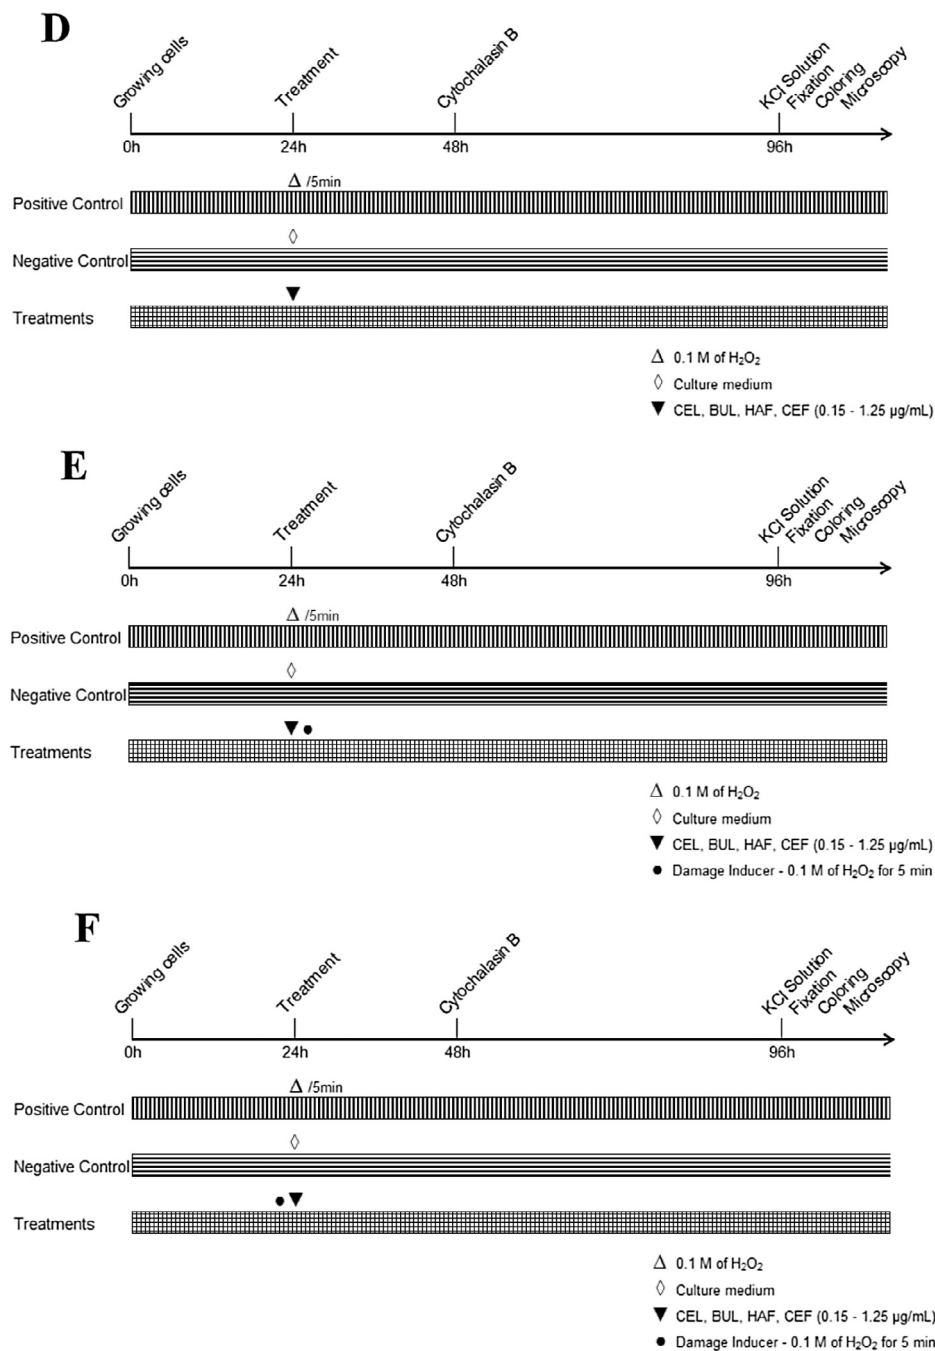 D
Growing cells
Treatment
Cytochalasin B
KCl Solution
Fixation
Coloring
Microscopy
0h
24h
48h
96h
Δ /5min
Positive Control
Negative Control
Treatments
Δ 0.1 M of H₂O₂
◊ Culture medium
▼ CEL, BUL, HAF, CEF (0.15 - 1.25 µg/mL)
E
Growing cells
Treatment
Cytochalasin B
KCl Solution
Fixation
Coloring
Microscopy
0h
24h
48h
96h
Δ /5min
Positive Control
Negative Control
Treatments
Δ 0.1 M of H₂O₂
◊ Culture medium
▼ CEL, BUL, HAF, CEF (0.15 - 1.25 µg/mL)
● Damage Inducer - 0.1 M of H₂O₂ for 5 min
F
Growing cells
Treatment
Cytochalasin B
KCl Solution
Fixation
Coloring
Microscopy
0h
24h
48h
96h
Δ /5min
Positive Control
Negative Control
Treatments
Δ 0.1 M of H₂O₂
◊ Culture medium
▼ CEL, BUL, HAF, CEF (0.15 - 1.25 µg/mL)
● Damage Inducer - 0.1 M of H₂O₂ for 5 min